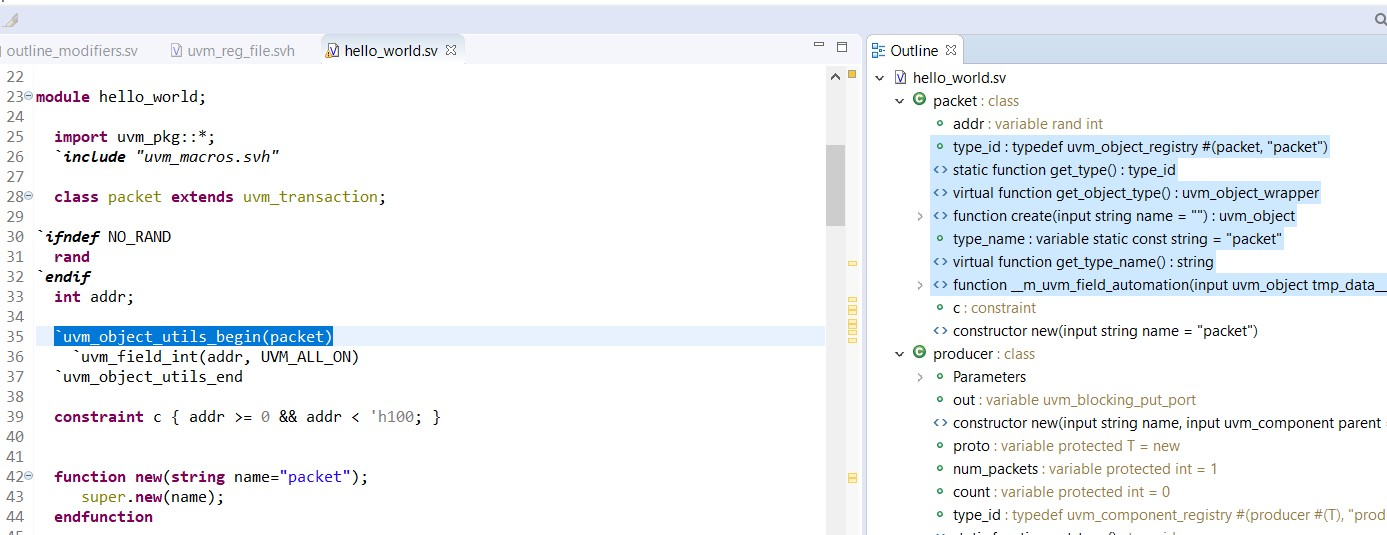 outline_modifiers.sv uvm_reg_file.svh hello_world.sv
22
23 module hello_world;
24
25 import uvm_pkg::*;
26 `include "uvm_macros.svh"
27
28 class packet extends uvm_transaction;
29
30 `ifndef NO_RAND
31 rand
32 `endif
33 int addr;
34
35 `uvm_object_utils_begin(packet)
36 `uvm_field_int(addr, UVM_ALL_ON)
37 `uvm_object_utils_end
38
39 constraint c { addr >= 0 && addr < 'h100; }
40
41
42 function new(string name="packet");
43 super.new(name);
44 endfunction
Outline
hello_world.sv
packet : class
addr : variable rand int
type_id : typedef uvm_object_registry #(packet, "packet")
static function get_type() : type_id
virtual function get_object_type() : uvm_object_wrapper
function create(input string name = "") : uvm_object
type_name : variable static const string = "packet"
virtual function get_type_name() : string
function __m_uvm_field_automation(input uvm_object tmp_data__
c : constraint
constructor new(input string name = "packet")
producer : class
Parameters
out : variable uvm_blocking_put_port
constructor new(input string name, input uvm_component parent
proto : variable protected T = new
num_packets : variable protected int = 1
count : variable protected int = 0
type_id : typedef uvm_component_registry #(producer #(T), "prod